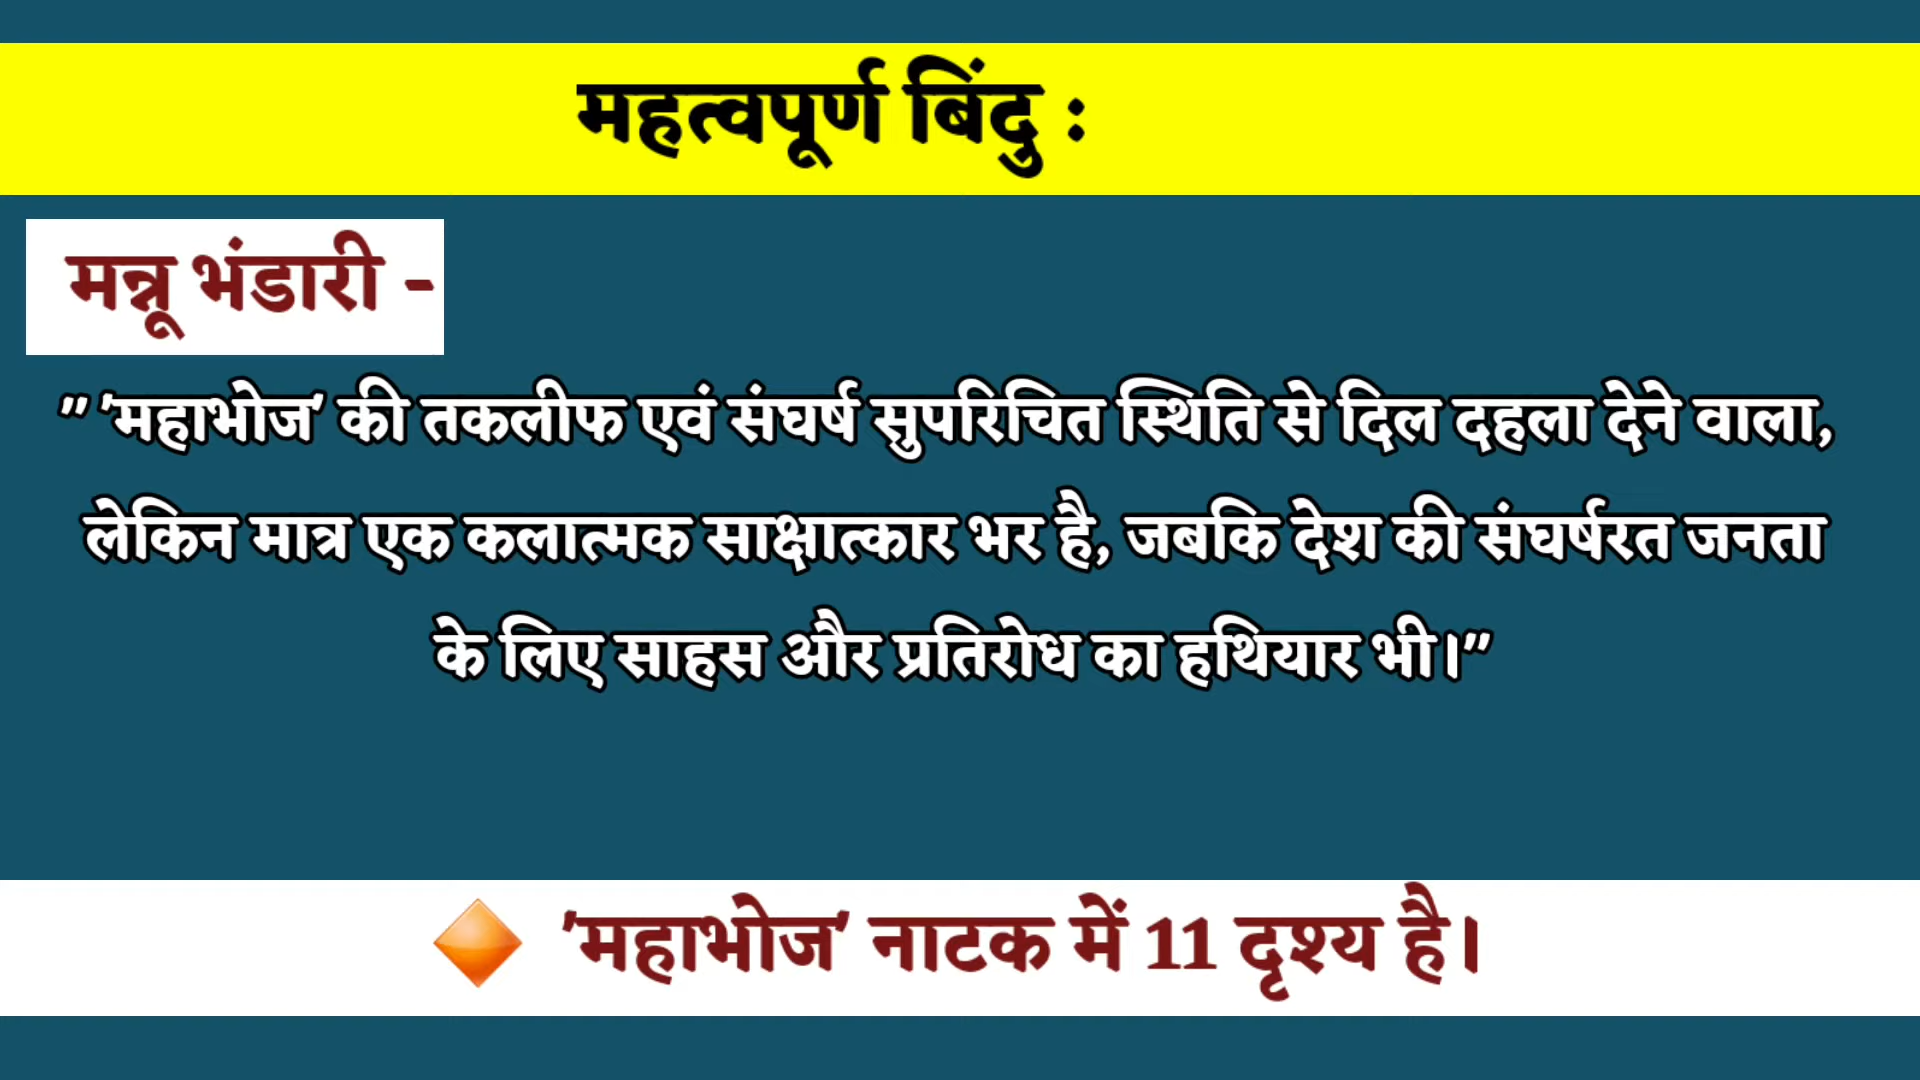 महत्वपूर्ण बिंदु :
मन्नू भंडारी -
" 'महाभोज' की तकलीफ एवं संघर्ष सुपरिचित स्थिति से दिल दहला देने वाला,
लेकिन मात्र एक कलात्मक साक्षात्कार भर है, जबकि देश की संघर्षरत जनता
के लिए साहस और प्रतिरोध का हथियार भी।"
'महाभोज' नाटक में 11 दृश्य है।